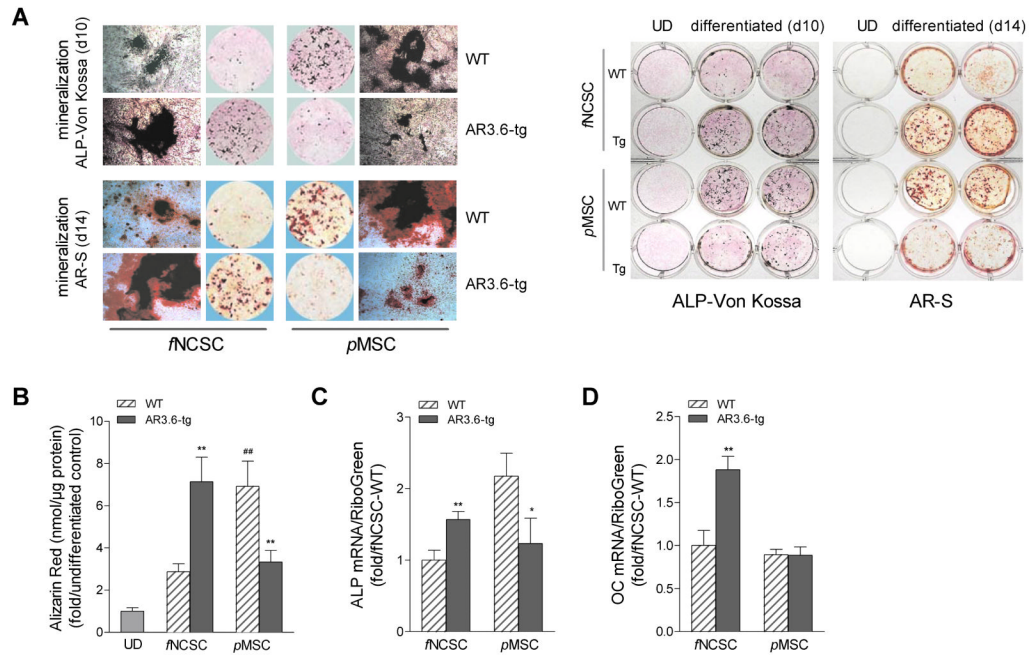 A
mineralization
ALP-Von Kossa (d10)
WT
AR3.6-tg
mineralization
AR-S (d14)
WT
AR3.6-tg
fNCSC
pMSC
UD differentiated (d10)
UD differentiated (d14)
fNCSC
WT
Tg
pMSC
WT
Tg
ALP-Von Kossa
AR-S
B
WT
AR3.6-tg
Alizarin Red (nmol/µg protein)
(fold/undifferentiated control)
10
8
6
4
2
0
**
##
**
UD
fNCSC
pMSC
C
WT
AR3.6-tg
ALP mRNA/RiboGreen
(fold/fNCSC-WT)
3
2
1
0
**
*
fNCSC
pMSC
D
WT
AR3.6-tg
OC mRNA/RiboGreen
(fold/fNCSC-WT)
2.5
2.0
1.5
1.0
0.5
0
**
fNCSC
pMSC